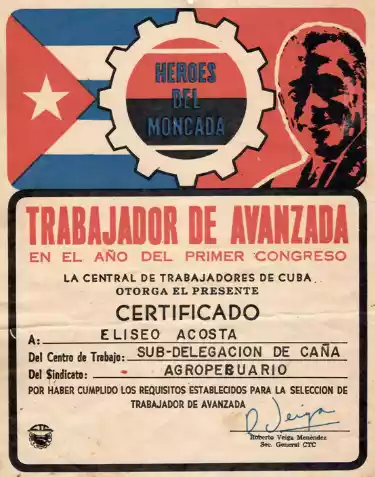 HEROES
DEL
MONCADA
TRABAJADOR DE AVANZADA
EN EL AÑO DEL PRIMER CONGRESO
LA CENTRAL DE TRABAJADORES DE CUBA
OTORGA EL PRESENTE
CERTIFICADO
A: ELISEO ACOSTA
Del Centro de Trabajo: SUB-DELEGACION DE CAÑA
Del Sindicato: AGROPECUARIO
POR HABER CUMPLIDO LOS REQUISITOS ESTABLECIDOS PARA LA SELECCION DE
TRABAJADOR DE AVANZADA
R Veiga
Roberto Veiga Menéndez
Sec. General CTC